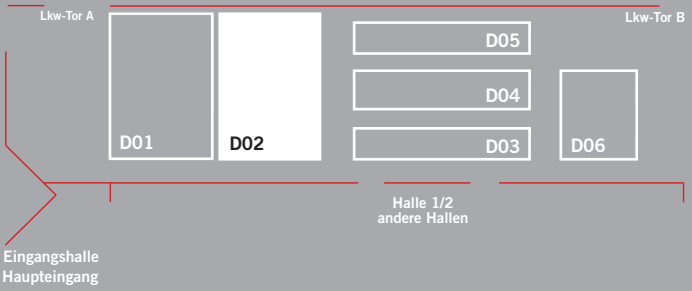 Lkw-Tor A
Lkw-Tor B
D05
D04
D01
D02
D03
D06
Halle 1/2
andere Hallen
Eingangshalle
Haupteingang